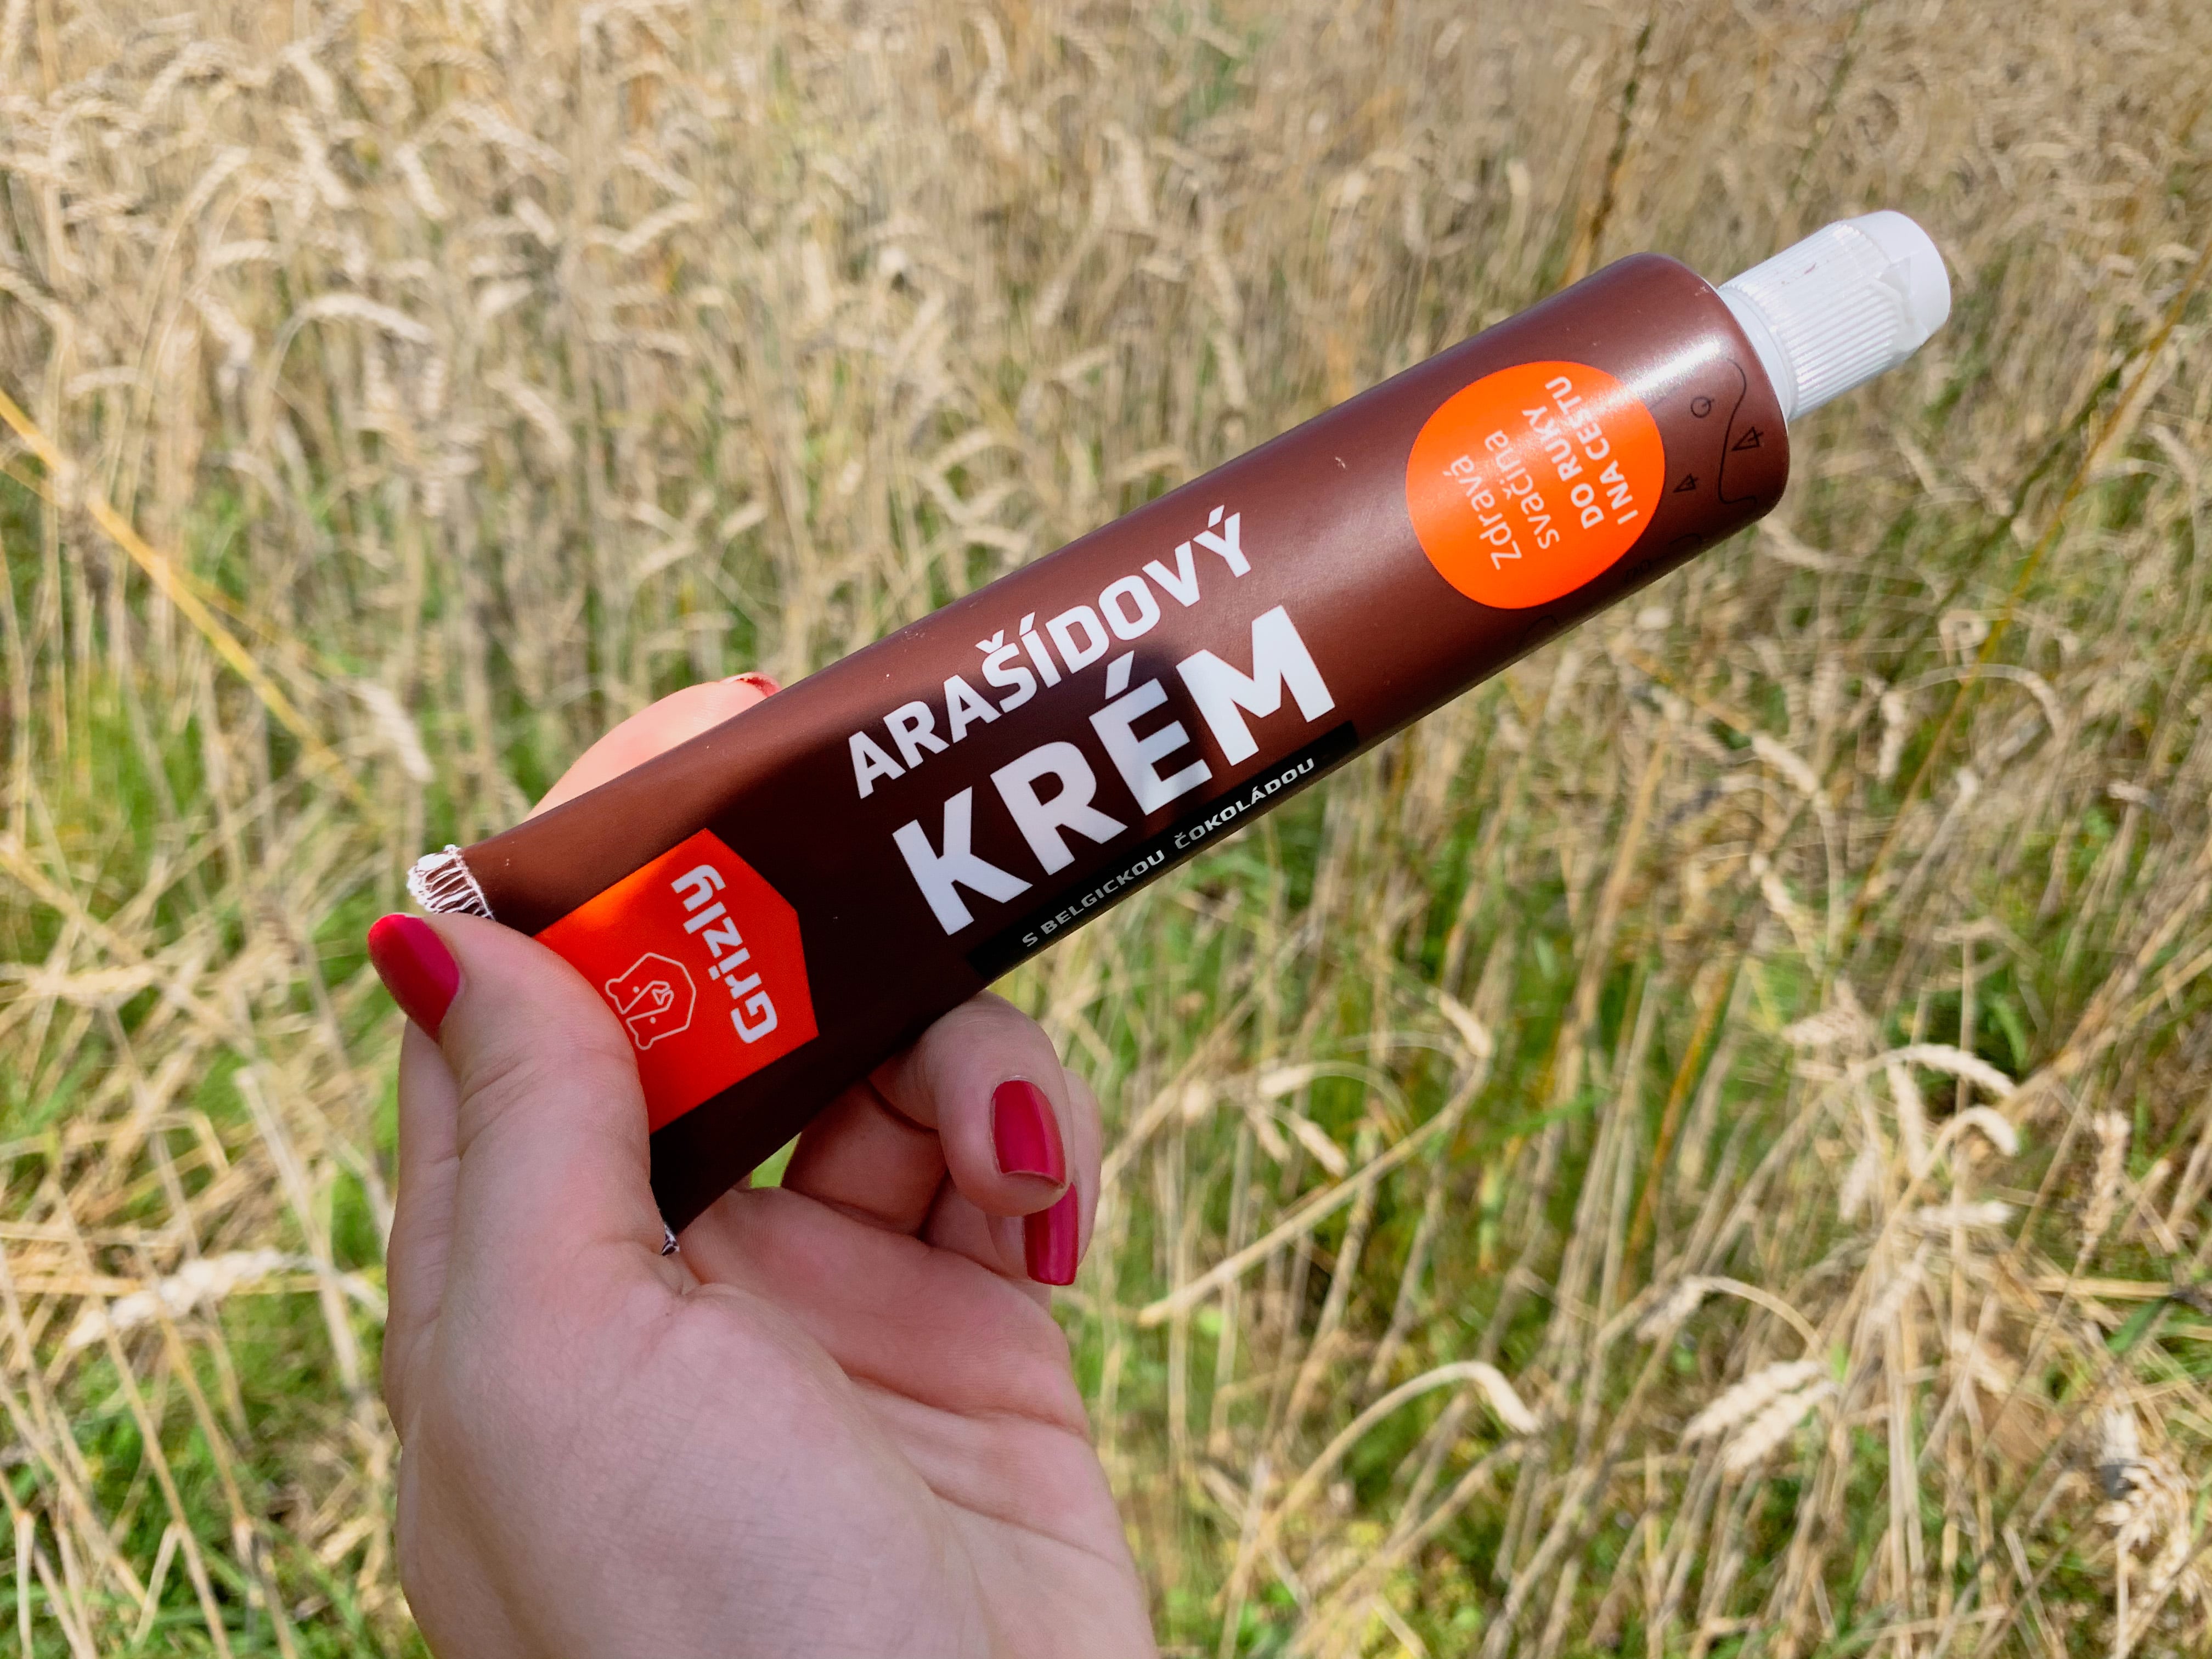 Grizly
ARAŠÍDOVÝ
KRÉM
S BELGICKOU ČOKOLÁDOU
Zdravá
svačina
DO RUKY
I NA CESTU